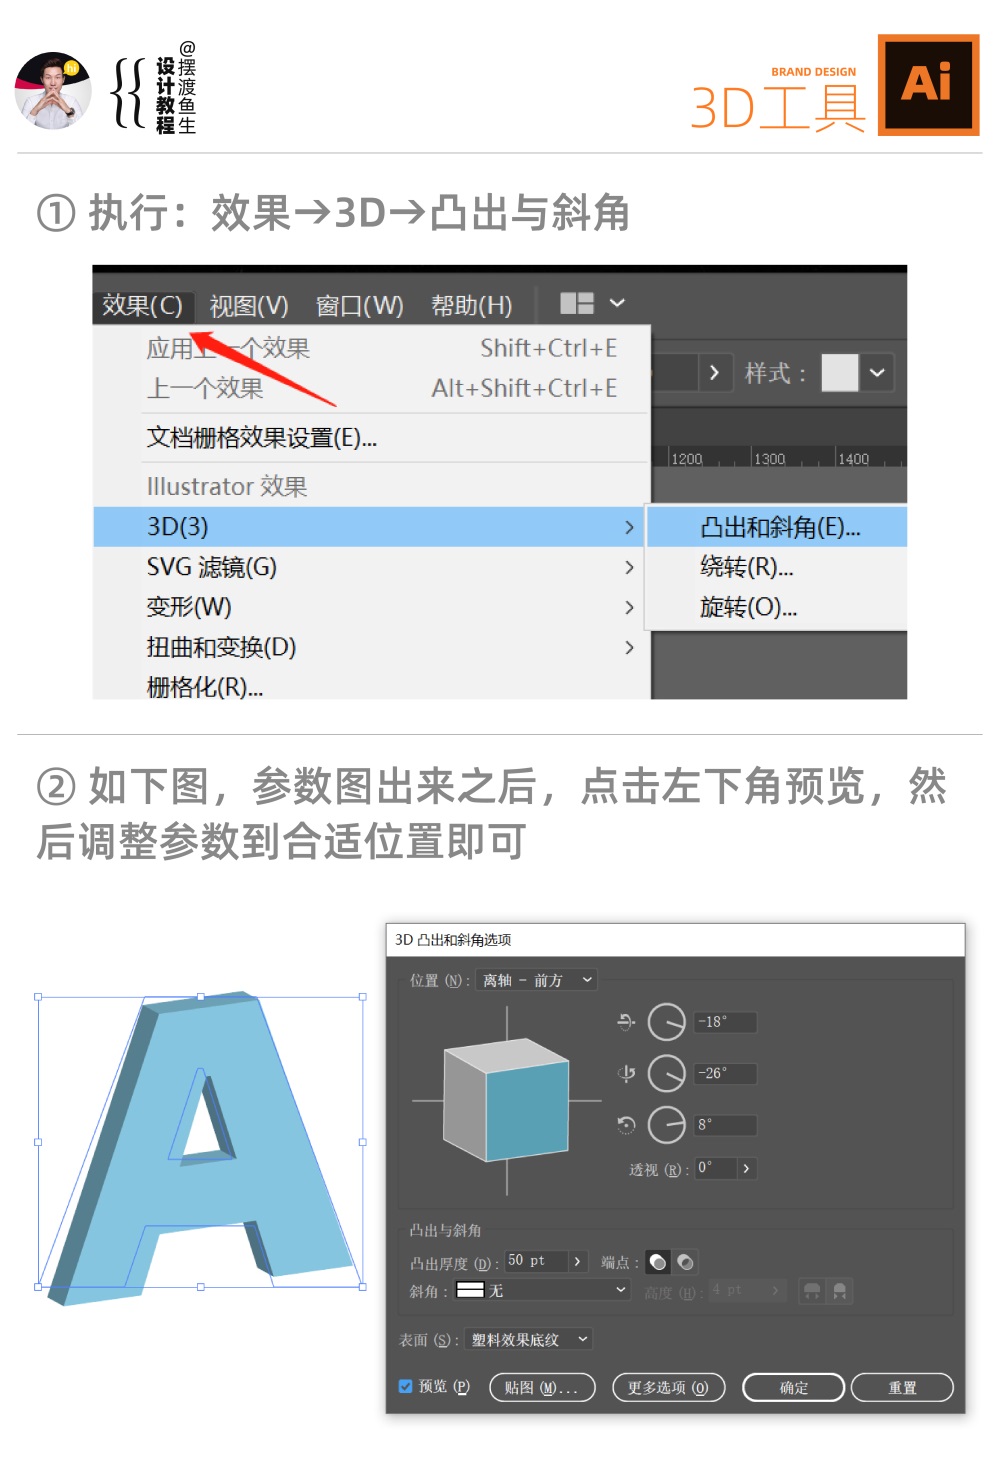 hi
@摆渡鱼生
设计教程
BRAND DESIGN
3D工具
Ai
① 执行：效果→3D→凸出与斜角
效果(C) 视图(V) 窗口(W) 帮助(H)
应用上一个效果 Shift+Ctrl+E
上一个效果 Alt+Shift+Ctrl+E
样式：
文档栅格效果设置(E)...
1200 1300 1400
Illustrator 效果
3D(3)
凸出和斜角(E)...
SVG 滤镜(G)
绕转(R)...
变形(W)
旋转(O)...
扭曲和变换(D)
栅格化(R)...
② 如下图，参数图出来之后，点击左下角预览，然
后调整参数到合适位置即可
A
3D 凸出和斜角选项
位置 (N)：离轴 - 前方
-18°
-26°
8°
透视 (R)：0°
凸出与斜角
凸出厚度 (D)：50 pt 端点：
斜角：无 高度 (H)：4 pt
表面 (S)：塑料效果底纹
预览 (P) 贴图 (M)... 更多选项 (O) 确定 重置